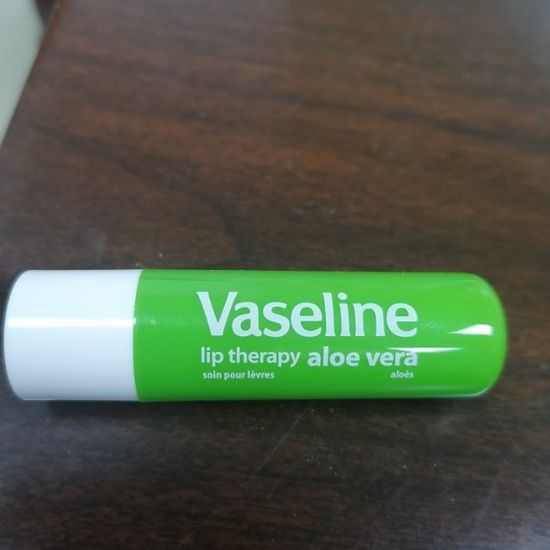 Vaseline
lip therapy aloe vera
soin pour lèvres aloès